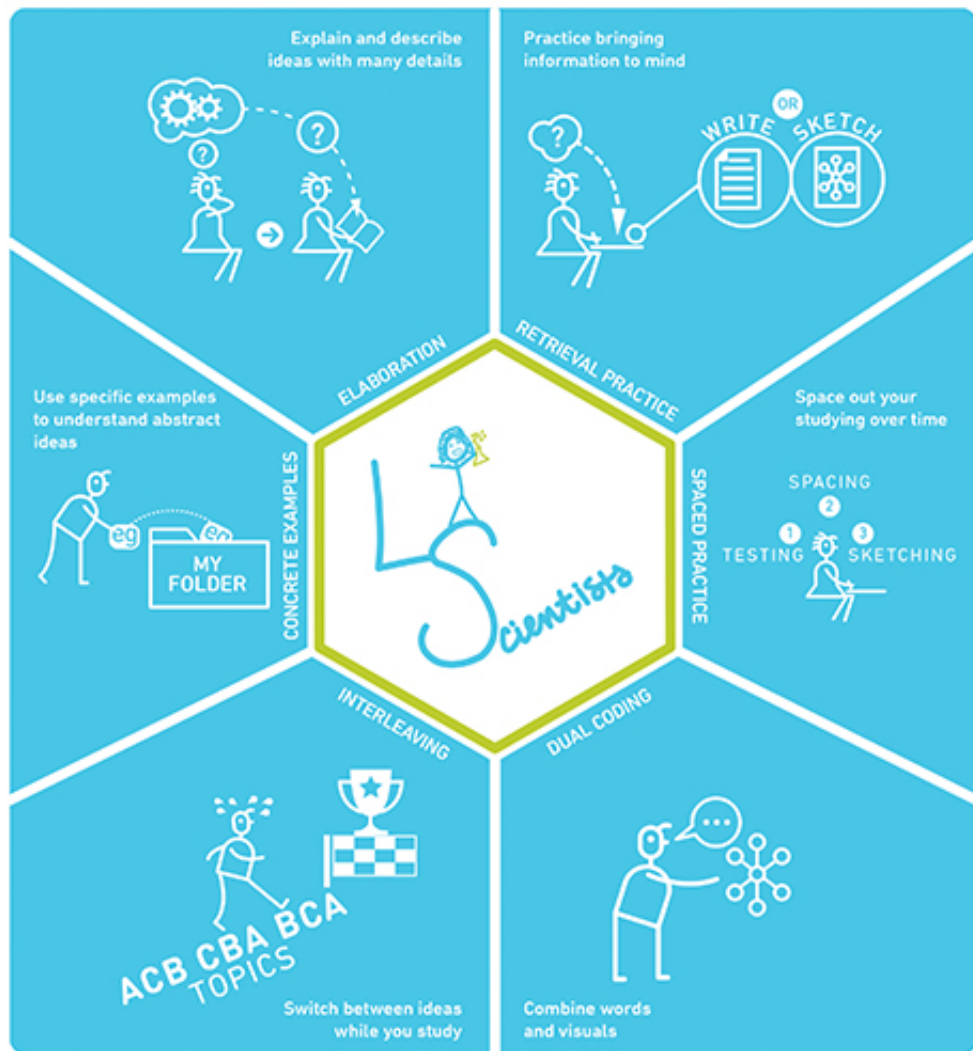 Explain and describe
ideas with many details
?
?
ELABORATION
Practice bringing
information to mind
?
WRITE
OR
SKETCH
RETRIEVAL PRACTICE
Use specific examples
to understand abstract
ideas
eg
eg
MY
FOLDER
CONCRETE EXAMPLES
LScientists
Space out your
studying over time
SPACING
2
1
3
TESTING
SKETCHING
SPACED PRACTICE
INTERLEAVING
ACB CBA BCA
TOPICS
Switch between ideas
while you study
DUAL CODING
...
Combine words
and visuals